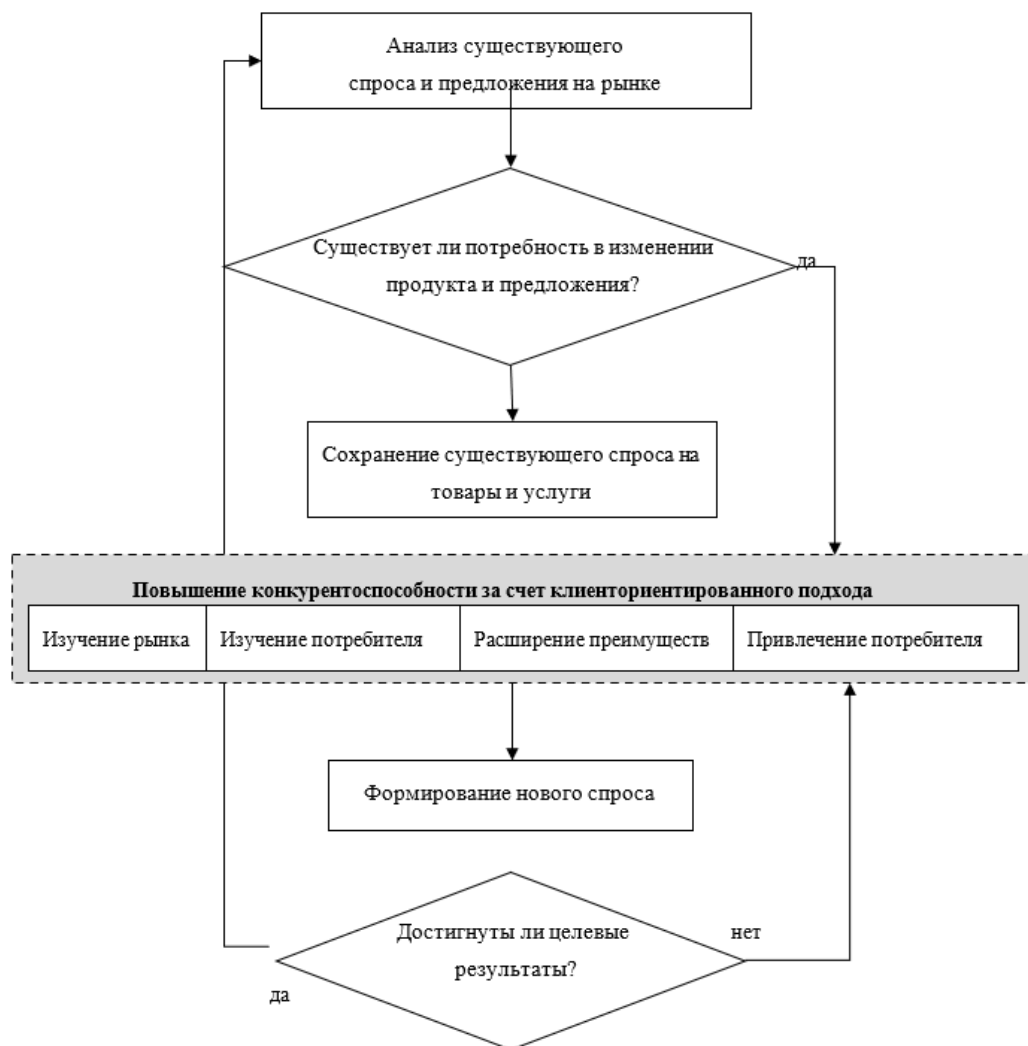 Анализ существующего
спроса и предложения на рынке
Существует ли потребность в изменении
продукта и предложения?
да
Сохранение существующего спроса на
товары и услуги
Повышение конкурентоспособности за счет клиенториентированного подхода
Изучение рынка
Изучение потребителя
Расширение преимуществ
Привлечение потребителя
Формирование нового спроса
Достигнуты ли целевые
результаты?
нет
да